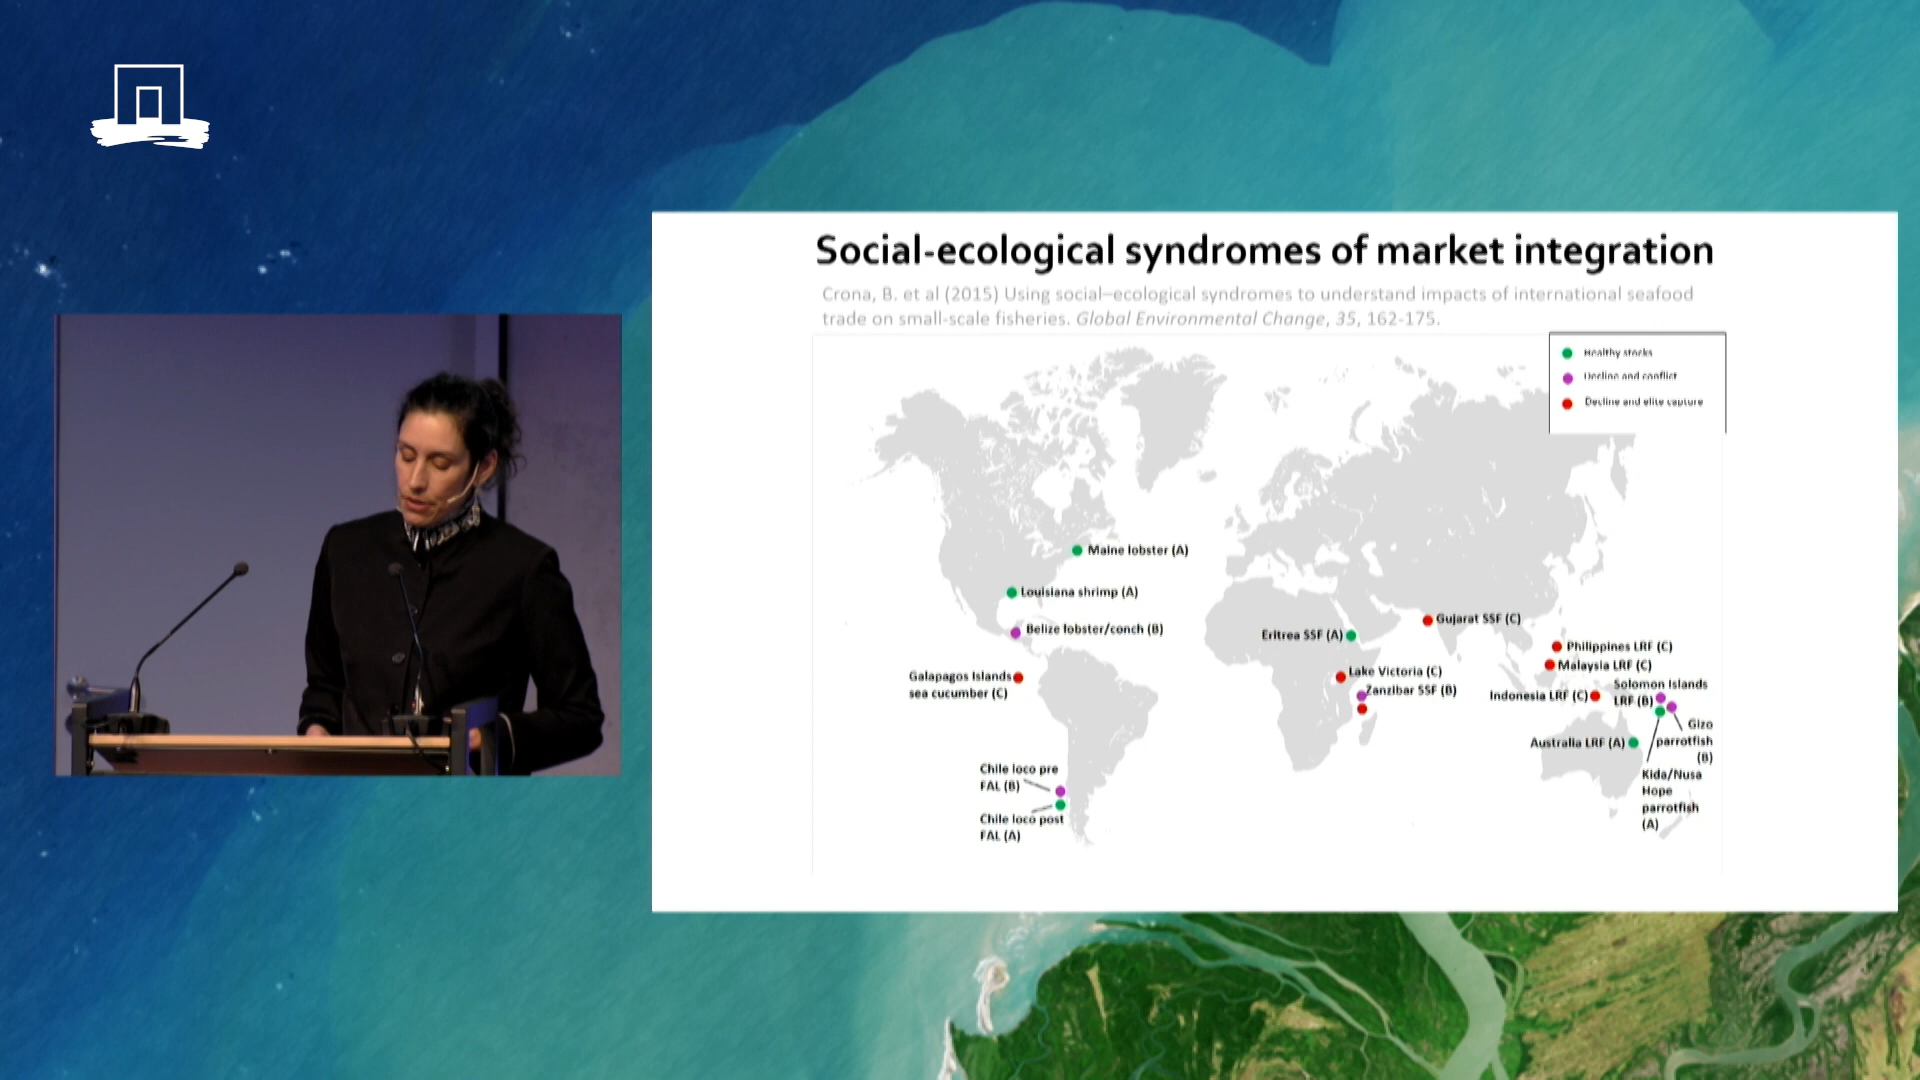 Social-ecological syndromes of market integration
Crona, B. et al (2015) Using social–ecological syndromes to understand impacts of international seafood
trade on small-scale fisheries. Global Environmental Change, 35, 162-175.
Healthy stocks
Decline and conflict
Decline and elite capture
Maine lobster (A)
Louisiana shrimp (A)
Belize lobster/conch (B)
Galapagos Islands
sea cucumber (C)
Chile loco pre
FAL (B)
Chile loco post
FAL (A)
Eritrea SSF (A)
Gujarat SSF (C)
Lake Victoria (C)
Zanzibar SSF (B)
Philippines LRF (C)
Malaysia LRF (C)
Indonesia LRF (C)
Solomon Islands
LRF (B)
Australia LRF (A)
Gizo
parrotfish
(B)
Kida/Nusa
Hope
parrotfish
(A)